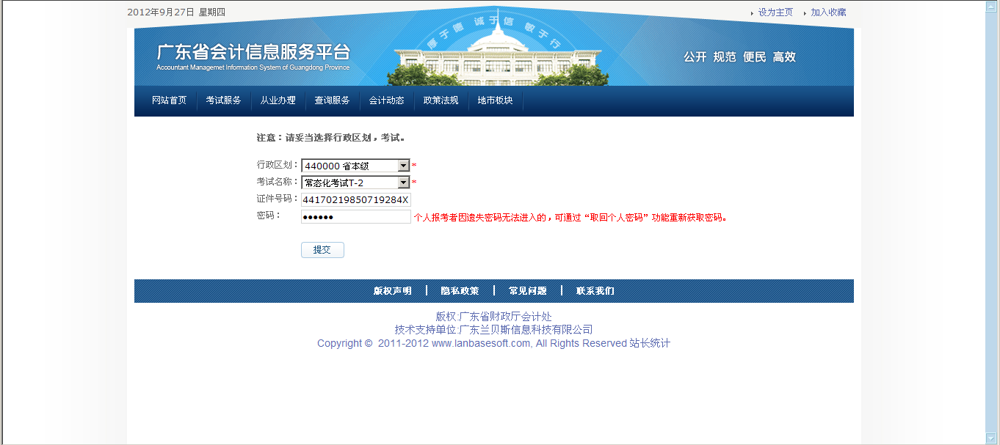 2012年9月27日 星期四
设为主页 加入收藏
厚于德 诚于信 敏于行
广东省会计信息服务平台
Accountant Managemet Information System of Guangdong Province
公开 规范 便民 高效
网站首页 考试服务 从业办理 查询服务 会计动态 政策法规 地市板块
注意：请妥当选择行政区划，考试。
行政区划： 440000 省本级 *
考试名称： 常态化考试T-2 *
证件号码： 44170219850719284X
密码： ●●●●●● 个人报考者因遗失密码无法进入的，可通过“取回个人密码”功能重新获取密码。
提交
版权声明 | 隐私政策 | 常见问题 | 联系我们
版权:广东省财政厅会计处
技术支持单位:广东兰贝斯信息科技有限公司
Copyright © 2011-2012 www.lanbasesoft.com, All Rights Reserved 站长统计